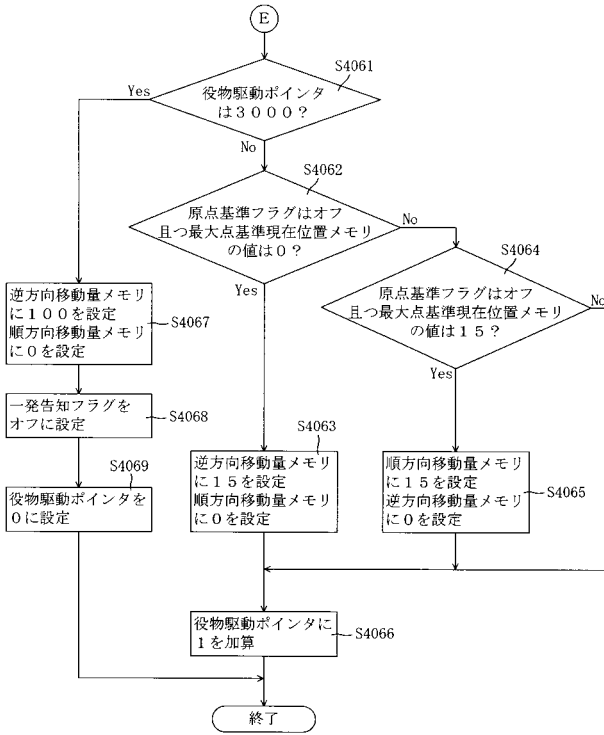 E
S4061
役物駆動ポインタ
は３０００？
Yes
No
S4062
原点基準フラグはオフ
且つ最大点基準現在位置メモリ
の値は０？
No
Yes
S4064
原点基準フラグはオフ
且つ最大点基準現在位置メモリ
の値は１５？
No
Yes
逆方向移動量メモリ
に１００を設定
順方向移動量メモリ
に０を設定
S4067
一発告知フラグを
オフに設定
S4068
S4069
役物駆動ポインタを
０に設定
S4063
逆方向移動量メモリ
に１５を設定
順方向移動量メモリ
に０を設定
順方向移動量メモリ
に１５を設定
逆方向移動量メモリ
に０を設定
S4065
役物駆動ポインタに
１を加算
S4066
終了